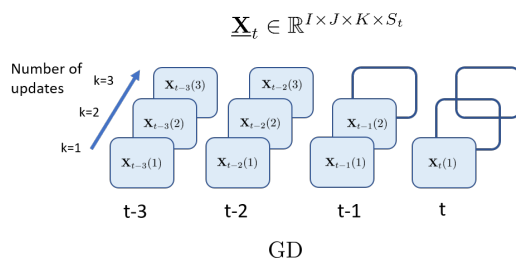 X_t ∈ ℝ^{I×J×K×S_t}
Number of
updates
k=3
k=2
k=1
X_{t−3}(3)
X_{t−2}(3)
X_{t−3}(2)
X_{t−2}(2)
X_{t−1}(2)
X_{t−3}(1)
X_{t−2}(1)
X_{t−1}(1)
X_t(1)
t-3
t-2
t-1
t
GD